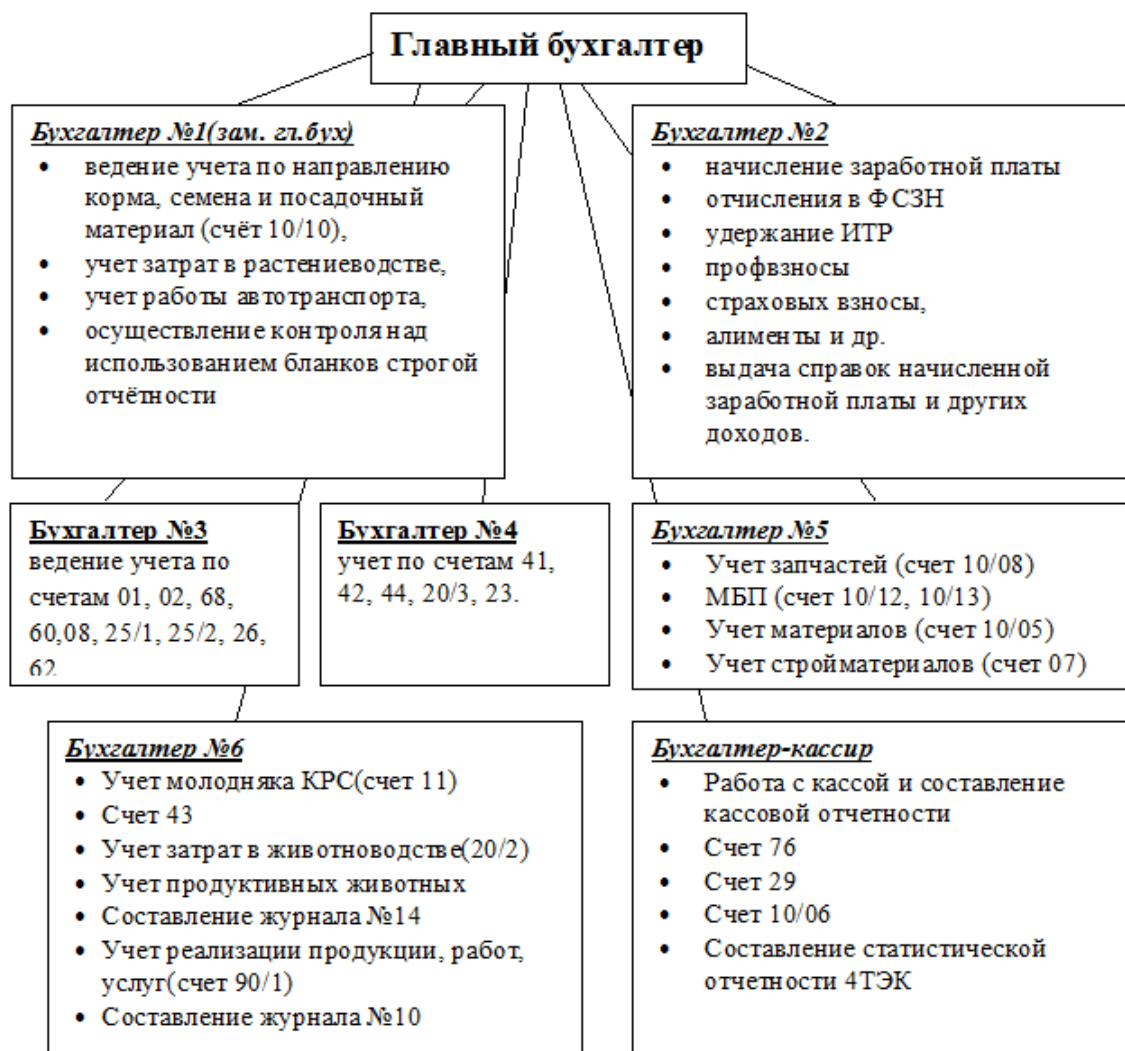 Главный бухгалтер
Бухгалтер №1(зам. гл.бух)
• ведение учета по направлению
корма, семена и посадочный
материал (счёт 10/10),
• учет затрат в растениеводстве,
• учет работы автотранспорта,
• осуществление контроля над
использованием бланков строгой
отчётности
Бухгалтер №2
• начисление заработной платы
• отчисления в ФСЗН
• удержание ИТР
• профвзносы
• страховых взносы,
• алименты и др.
• выдача справок начисленной
заработной платы и других
доходов.
Бухгалтер №3
ведение учета по
счетам 01, 02, 68,
60,08, 25/1, 25/2, 26,
62
Бухгалтер №4
учет по счетам 41,
42, 44, 20/3, 23.
Бухгалтер №5
• Учет запчастей (счет 10/08)
• МБП (счет 10/12, 10/13)
• Учет материалов (счет 10/05)
• Учет стройматериалов (счет 07)
Бухгалтер №6
• Учет молодняка КРС(счет 11)
• Счет 43
• Учет затрат в животноводстве(20/2)
• Учет продуктивных животных
• Составление журнала №14
• Учет реализации продукции, работ,
услуг(счет 90/1)
• Составление журнала №10
Бухгалтер-кассир
• Работа с кассой и составление
кассовой отчетности
• Счет 76
• Счет 29
• Счет 10/06
• Составление статистической
отчетности 4ТЭК